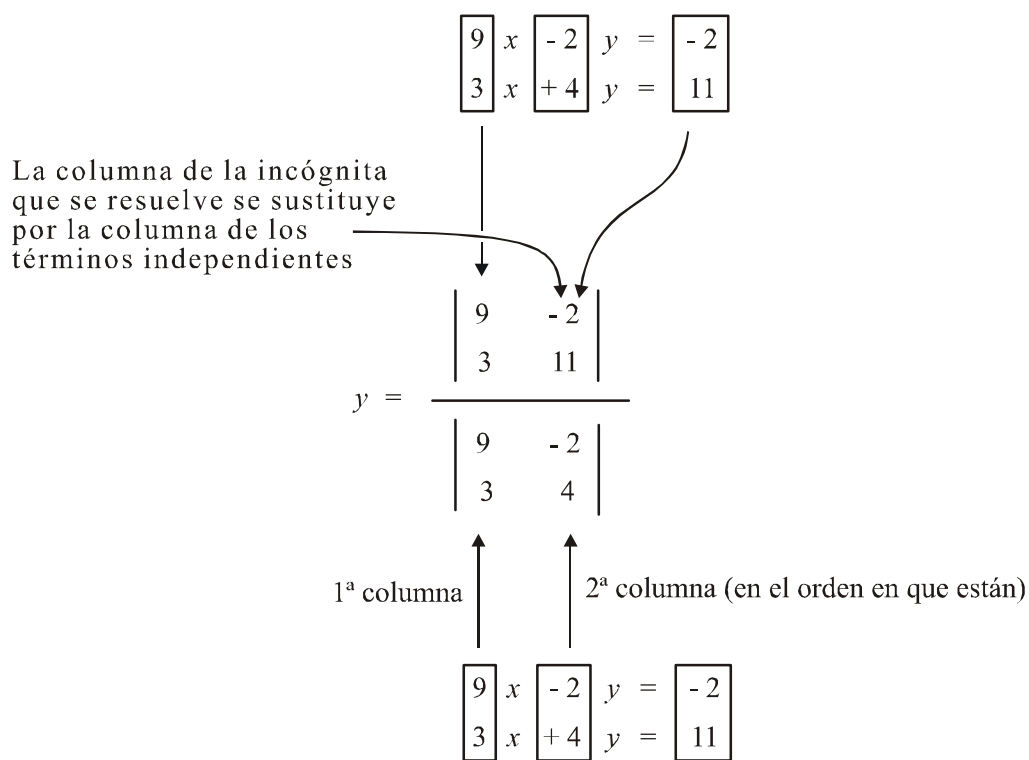 9 x - 2 y = - 2
3 x + 4 y = 11
La columna de la incógnita
que se resuelve se sustituye
por la columna de los
términos independientes
9 - 2
3 11
y =
9 - 2
3 4
1ª columna
2ª columna (en el orden en que están)
9 x - 2 y = - 2
3 x + 4 y = 11